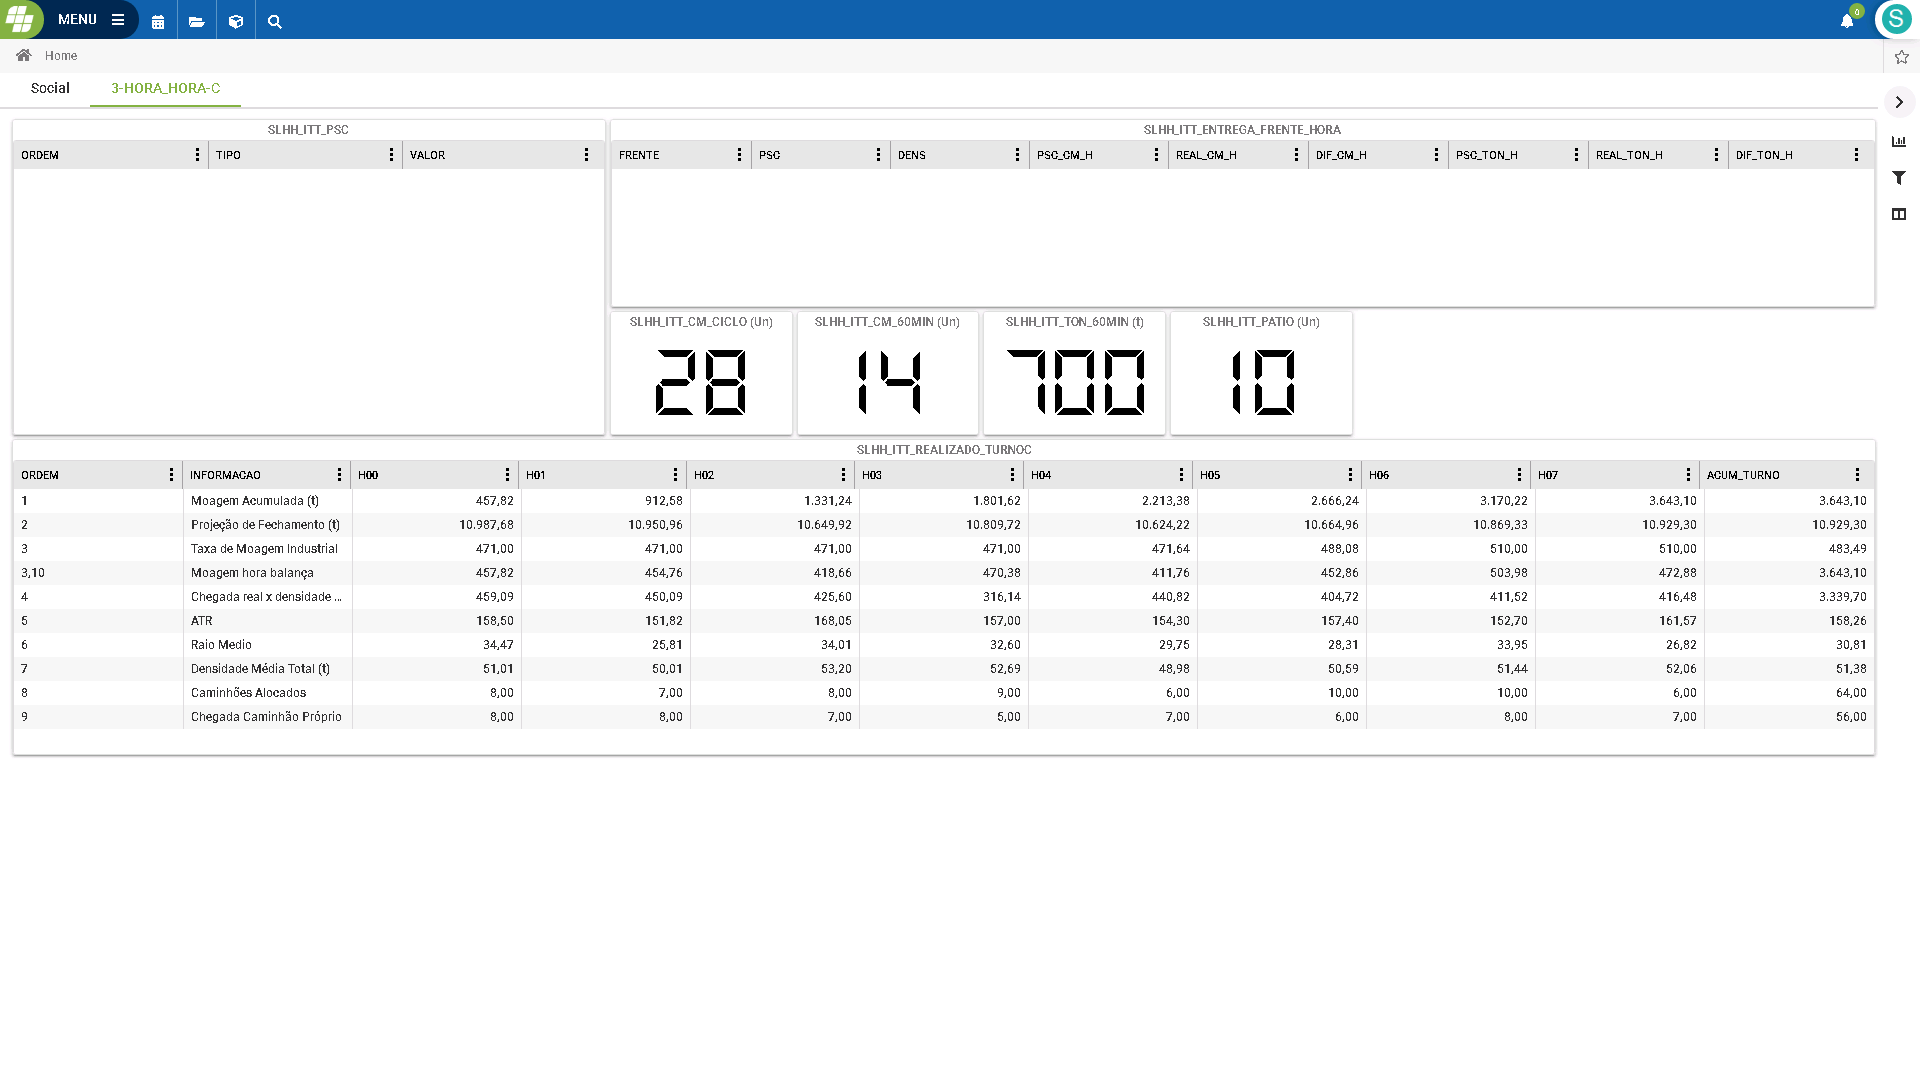 MENU
0
S
Home
Social 3-HORA_HORA-C
SLHH_ITT_PSC
ORDEM TIPO VALOR
SLHH_ITT_ENTREGA_FRENTE_HORA
FRENTE PSC DENS PSC_CM_H REAL_CM_H DIF_CM_H PSC_TON_H REAL_TON_H DIF_TON_H
SLHH_ITT_CM_CICLO (Un)
28
SLHH_ITT_CM_60MIN (Un)
14
SLHH_ITT_TON_60MIN (t)
700
SLHH_ITT_PATIO (Un)
10
SLHH_ITT_REALIZADO_TURNOC
ORDEM INFORMACAO H00 H01 H02 H03 H04 H05 H06 H07 ACUM_TURNO
1 Moagem Acumulada (t) 457,82 912,58 1.331,24 1.801,62 2.213,38 2.666,24 3.170,22 3.643,10 3.643,10
2 Projeção de Fechamento (t) 10.987,68 10.950,96 10.649,92 10.809,72 10.624,22 10.664,96 10.869,33 10.929,30 10.929,30
3 Taxa de Moagem Industrial 471,00 471,00 471,00 471,00 471,64 488,08 510,00 510,00 483,49
3,10 Moagem hora balança 457,82 454,76 418,66 470,38 411,76 452,86 503,98 472,88 3.643,10
4 Chegada real x densidade ... 459,09 450,09 425,60 316,14 440,82 404,72 411,52 416,48 3.339,70
5 ATR 158,50 151,82 168,05 157,00 154,30 157,40 152,70 161,57 158,26
6 Raio Medio 34,47 25,81 34,01 32,60 29,75 28,31 33,95 26,82 30,81
7 Densidade Média Total (t) 51,01 50,01 53,20 52,69 48,98 50,59 51,44 52,06 51,38
8 Caminhões Alocados 8,00 7,00 8,00 9,00 6,00 10,00 10,00 6,00 64,00
9 Chegada Caminhão Próprio 8,00 8,00 7,00 5,00 7,00 6,00 8,00 7,00 56,00